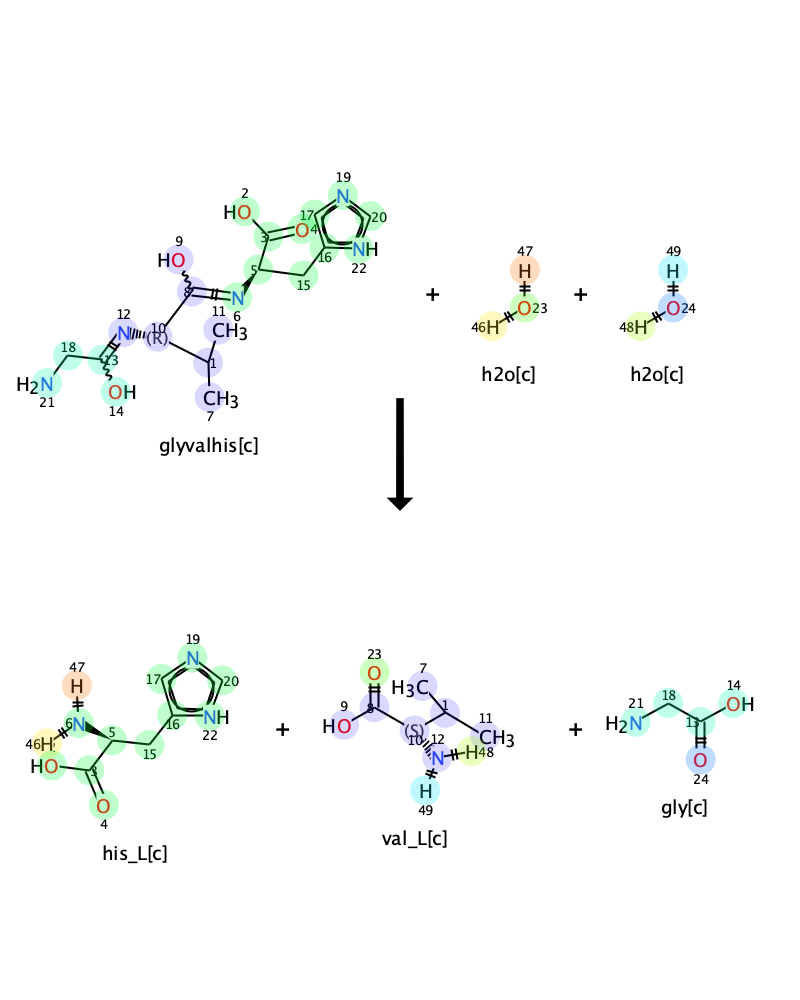 19
2
HO
N
17
20
3
O
4
9
16
NH
HO
5
22
15
8
N
11
6
12
N
10
(R)
CH3
18
13
1
H2N
OH
CH3
21
14
7
glyvalhis[c]
+
47
H
O
23
46
H
h2o[c]
+
49
H
O
24
48
H
h2o[c]
19
N
47
H
17
20
6
N
5
16
NH
22
46
H
15
HO
3
O
4
his_L[c]
+
23
O
7
H3C
9
8
1
HO
(S)
11
10
12
CH3
N
H
48
H
49
val_L[c]
+
21
18
14
H2N
13
OH
O
24
gly[c]